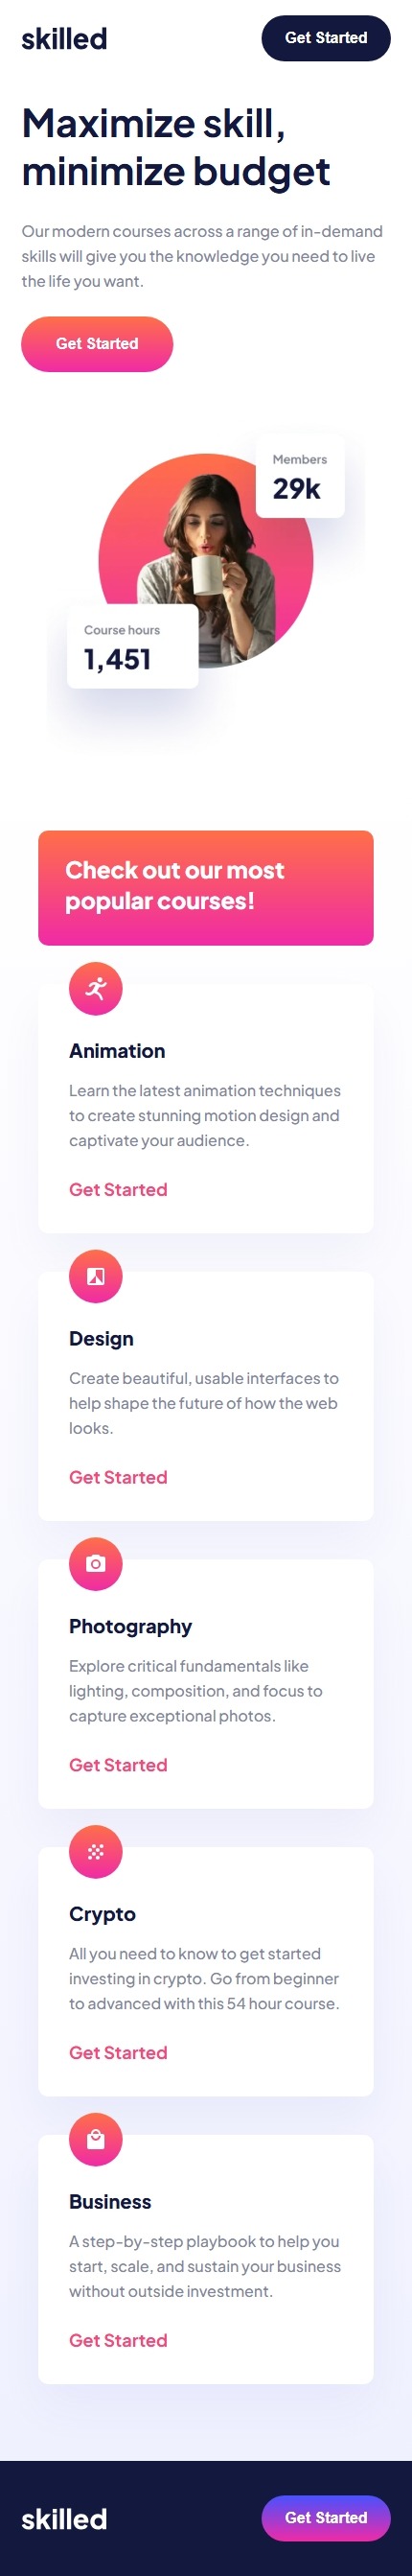 skilled
Get Started
Maximize skill,
minimize budget
Our modern courses across a range of in-demand
skills will give you the knowledge you need to live
the life you want.
Get Started
Members
29k
Course hours
1,451
Check out our most
popular courses!
Animation
Learn the latest animation techniques
to create stunning motion design and
captivate your audience.
Get Started
Design
Create beautiful, usable interfaces to
help shape the future of how the web
looks.
Get Started
Photography
Explore critical fundamentals like
lighting, composition, and focus to
capture exceptional photos.
Get Started
Crypto
All you need to know to get started
investing in crypto. Go from beginner
to advanced with this 54 hour course.
Get Started
Business
A step-by-step playbook to help you
start, scale, and sustain your business
without outside investment.
Get Started
skilled
Get Started